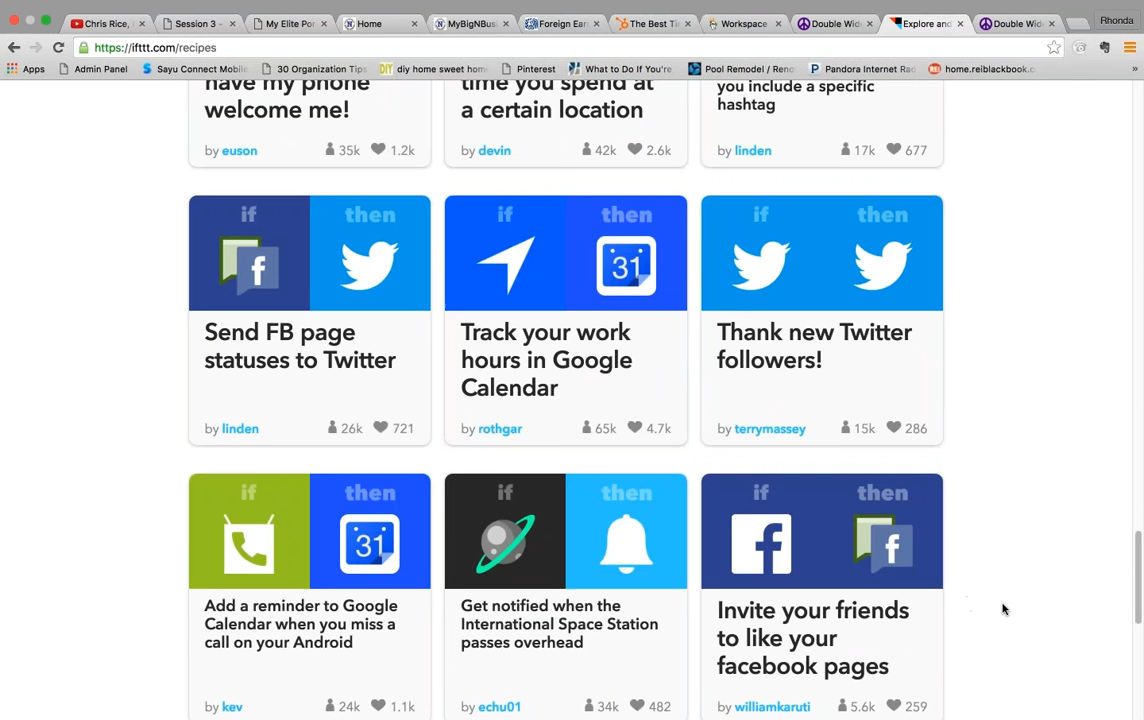 Chris Rice,
Session 3 -
My Elite Por
Home
MyBigNBus
Foreign Earn
The Best Tim
Workspace
Double Wide
Explore and
Double Wide
Rhonda
https://ifttt.com/recipes
Apps
Admin Panel
Sayu Connect Mobile
30 Organization Tips
diy home sweet hom
Pinterest
What to Do If You're
Pool Remodel / Reno
Pandora Internet Rad
home.reiblackbook.c
»
have my phone
welcome me!
by euson 35k 1.2k
time you spend at
a certain location
by devin 42k 2.6k
you include a specific
hashtag
by linden 17k 677
if then
Send FB page
statuses to Twitter
by linden 26k 721
if then
31
Track your work
hours in Google
Calendar
by rothgar 65k 4.7k
if then
Thank new Twitter
followers!
by terrymassey 15k 286
if then
31
Add a reminder to Google
Calendar when you miss a
call on your Android
by kev 24k 1.1k
if then
Get notified when the
International Space Station
passes overhead
by echu01 34k 482
if then
Invite your friends
to like your
facebook pages
by williamkaruti 5.6k 259